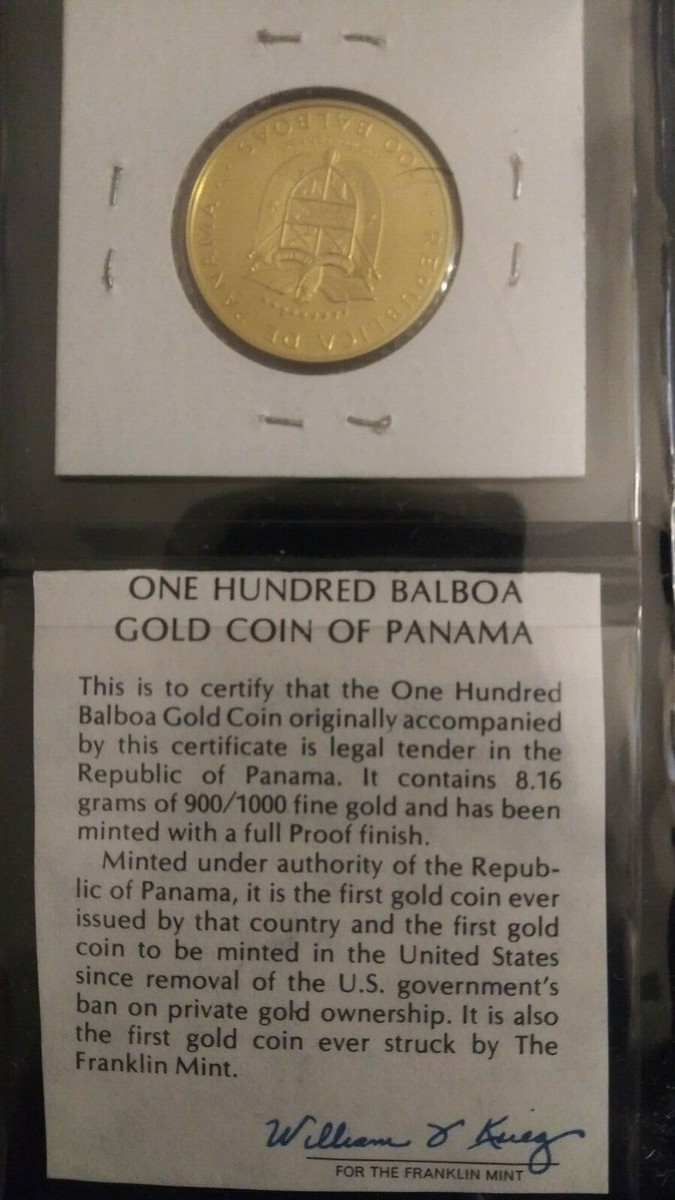 100 BALBOAS
REPUBLICA DE PANAMA
ONE HUNDRED BALBOA
GOLD COIN OF PANAMA
This is to certify that the One Hundred
Balboa Gold Coin originally accompanied
by this certificate is legal tender in the
Republic of Panama. It contains 8.16
grams of 900/1000 fine gold and has been
minted with a full Proof finish.
Minted under authority of the Repub-
lic of Panama, it is the first gold coin ever
issued by that country and the first gold
coin to be minted in the United States
since removal of the U.S. government's
ban on private gold ownership. It is also
the first gold coin ever struck by The
Franklin Mint.
William F Krieg
FOR THE FRANKLIN MINT